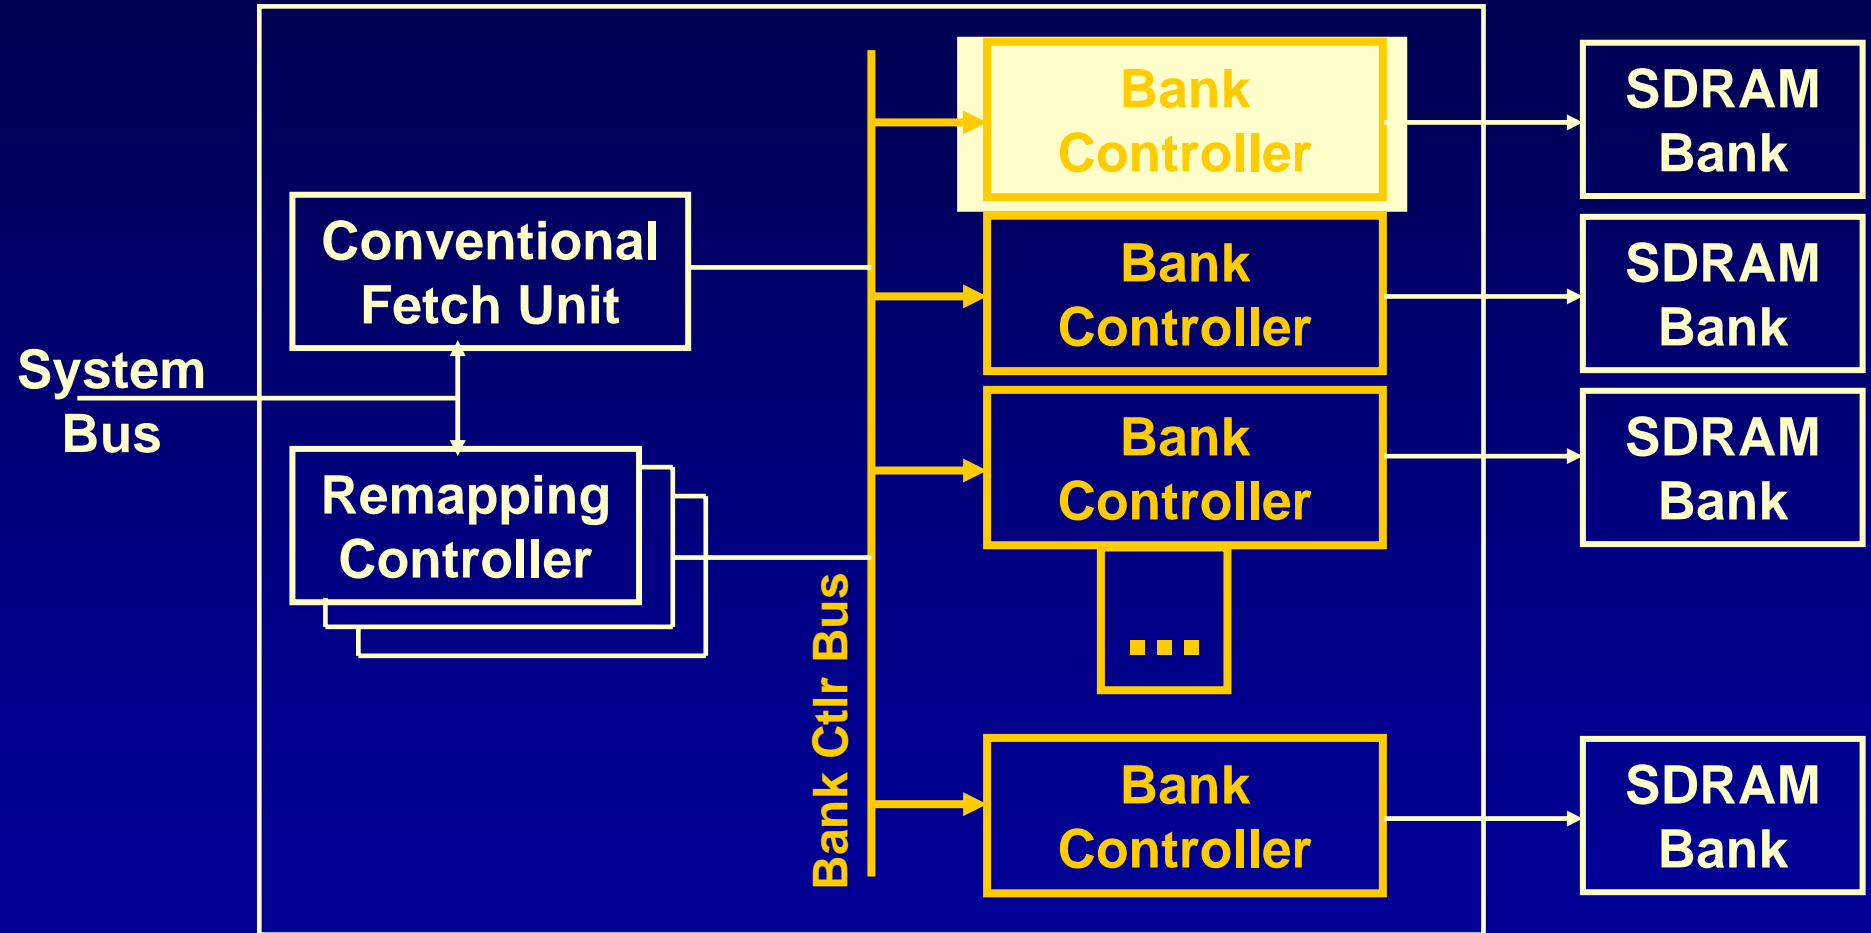 System
Bus
Conventional
Fetch Unit
Remapping
Controller
Bank Ctlr Bus
Bank
Controller
SDRAM
Bank
Bank
Controller
SDRAM
Bank
Bank
Controller
SDRAM
Bank
...
Bank
Controller
SDRAM
Bank